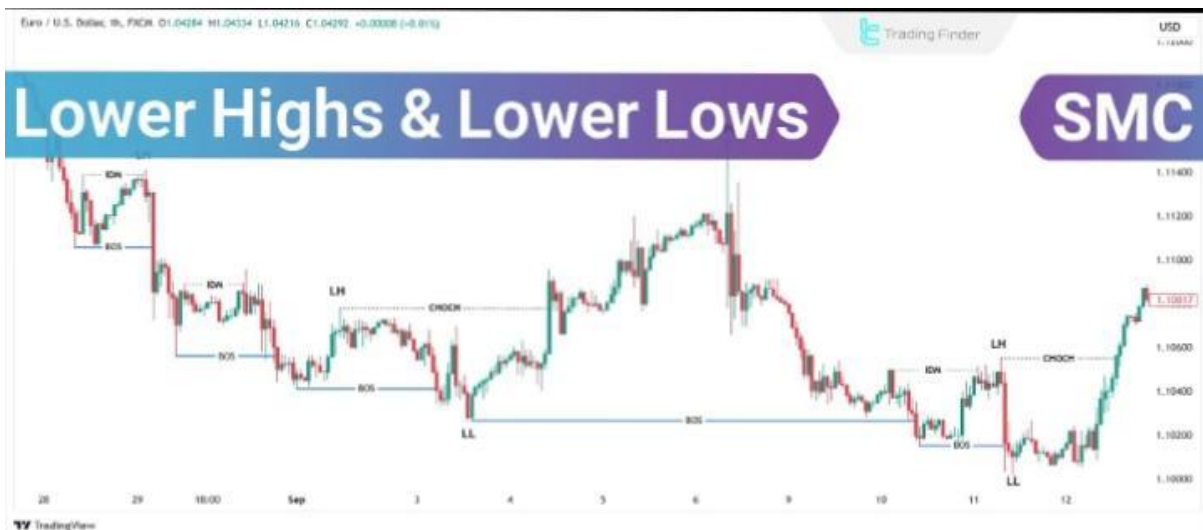 Euro / U.S. Dollar, 1h, FXCM O1.04284 H1.04334 L1.04216 C1.04292 +0.00008 (+0.01%)
Trading Finder
USD
Lower Highs & Lower Lows
SMC
IDM
1.11400
1.11200
BOS
1.11000
IDM
LH
1.10817
CHOCH
LH
1.10600
BOS
IDM
CHOCH
BOS
1.10400
BOS
LL
BOS
1.10200
LL
1.10000
28
29
18:00
Sep
3
4
5
6
9
10
11
12
TradingView